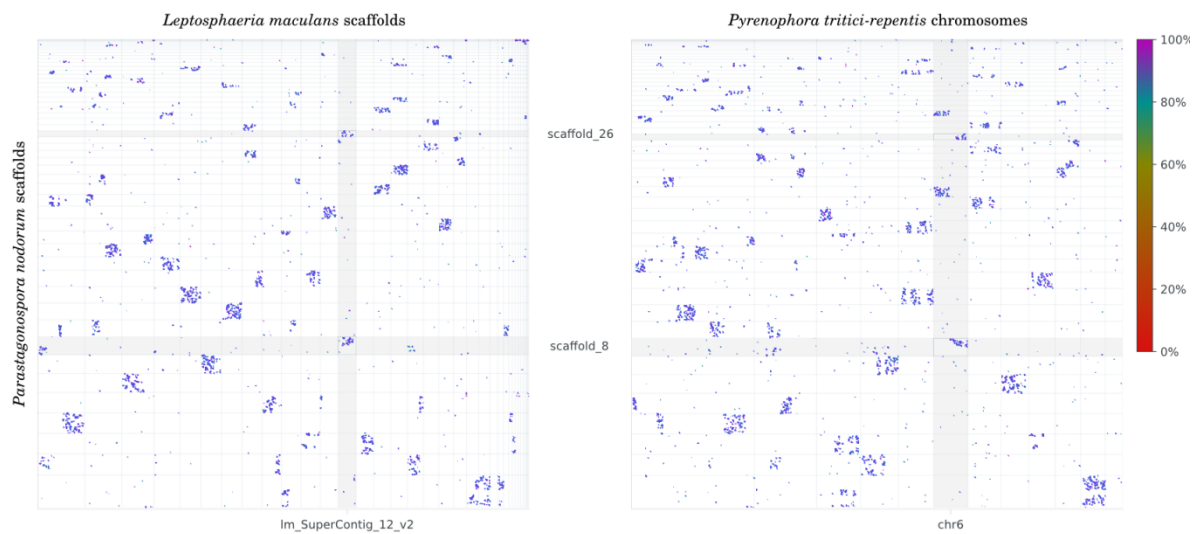 Leptosphaeria maculans scaffolds
Pyrenophora tritici-repentis chromosomes
Parastagonospora nodorum scaffolds
scaffold_26
scaffold_8
lm_SuperContig_12_v2
chr6
100%
80%
60%
40%
20%
0%